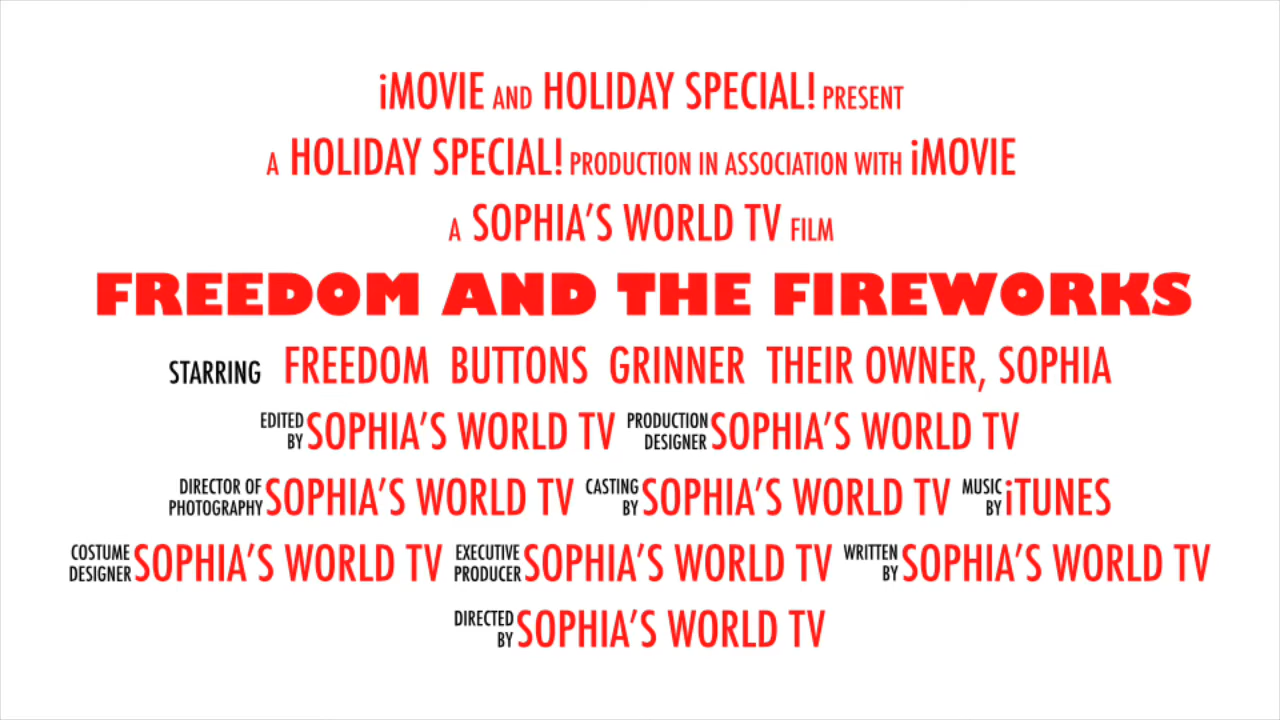 iMOVIE AND HOLIDAY SPECIAL! PRESENT
A HOLIDAY SPECIAL! PRODUCTION IN ASSOCIATION WITH iMOVIE
A SOPHIA'S WORLD TV FILM
FREEDOM AND THE FIREWORKS
STARRING FREEDOM BUTTONS GRINNER THEIR OWNER, SOPHIA
EDITED BY SOPHIA'S WORLD TV PRODUCTION DESIGNER SOPHIA'S WORLD TV
DIRECTOR OF PHOTOGRAPHY SOPHIA'S WORLD TV CASTING BY SOPHIA'S WORLD TV MUSIC BY iTUNES
COSTUME DESIGNER SOPHIA'S WORLD TV EXECUTIVE PRODUCER SOPHIA'S WORLD TV WRITTEN BY SOPHIA'S WORLD TV
DIRECTED BY SOPHIA'S WORLD TV